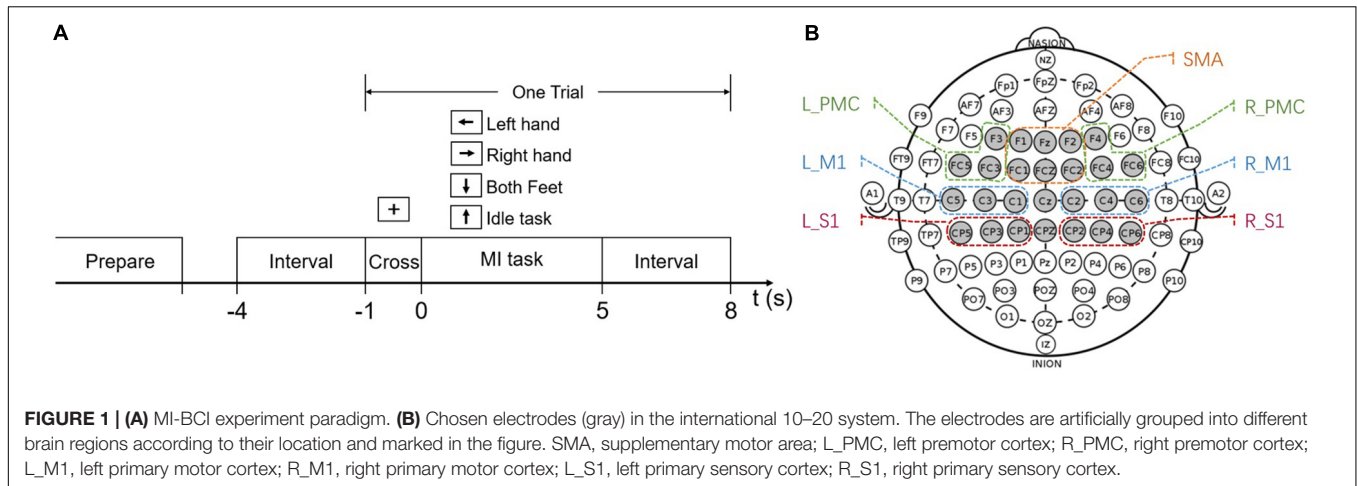 A
One Trial
Left hand
Right hand
Both Feet
Idle task
Prepare
Interval
Cross
MI task
Interval
-4
-1
0
5
8
t (s)
B
NASION
NZ
SMA
Fp1 FpZ Fp2
L_PMC
R_PMC
F9 AF7 AF3 AFZ AF4 AF8 F10
F7 F5 F3 F1 Fz F2 F4 F6 F8
L_M1
R_M1
FT9 FT7 FC5 FC3 FC1 FCZ FC2 FC4 FC6 FC8 FC10
A1 T9 T7 C5 C3 C1 Cz C2 C4 C6 T8 T10 A2
L_S1
R_S1
TP9 TP7 CP5 CP3 CP1 CPZ CP2 CP4 CP6 CP8 CP10
P9 P7 P5 P3 P1 Pz P2 P4 P6 P8 P10
PO7 PO3 POZ PO4 PO8
O1 OZ O2
IZ
INION
FIGURE 1 | (A) MI-BCI experiment paradigm. (B) Chosen electrodes (gray) in the international 10–20 system. The electrodes are artificially grouped into different
brain regions according to their location and marked in the figure. SMA, supplementary motor area; L_PMC, left premotor cortex; R_PMC, right premotor cortex;
L_M1, left primary motor cortex; R_M1, right primary motor cortex; L_S1, left primary sensory cortex; R_S1, right primary sensory cortex.